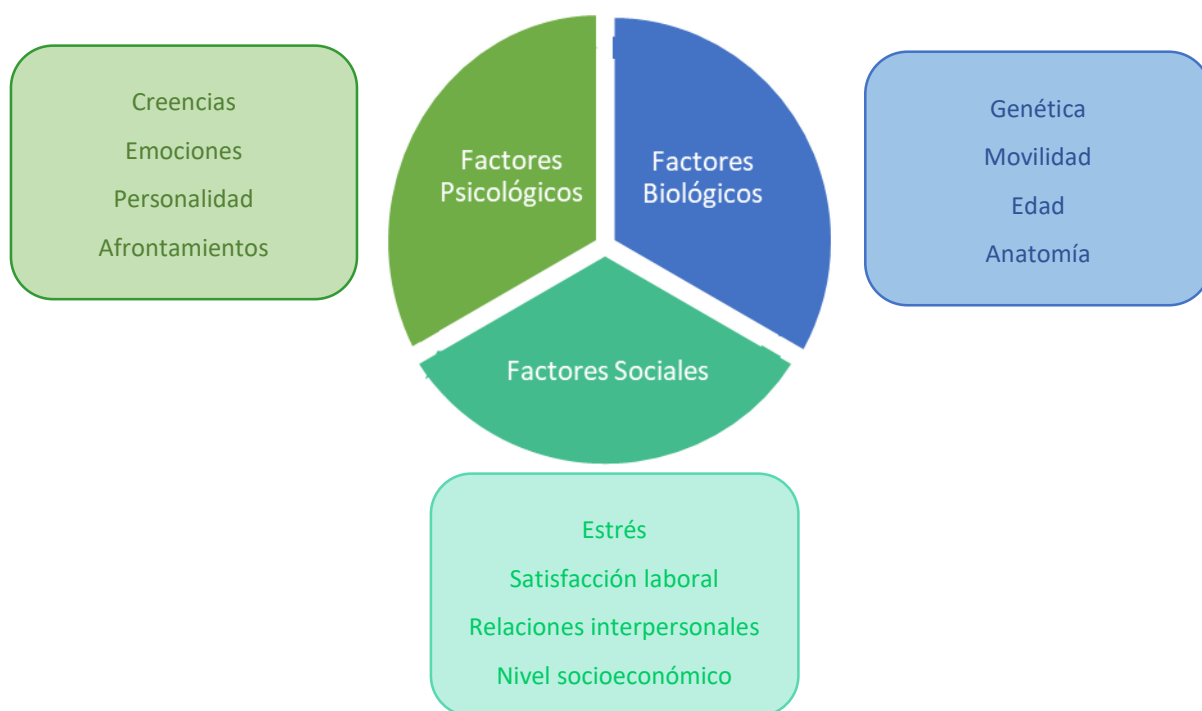 Creencias
Emociones
Personalidad
Afrontamientos
Factores
Psicológicos
Factores
Biológicos
Genética
Movilidad
Edad
Anatomía
Factores Sociales
Estrés
Satisfacción laboral
Relaciones interpersonales
Nivel socioeconómico